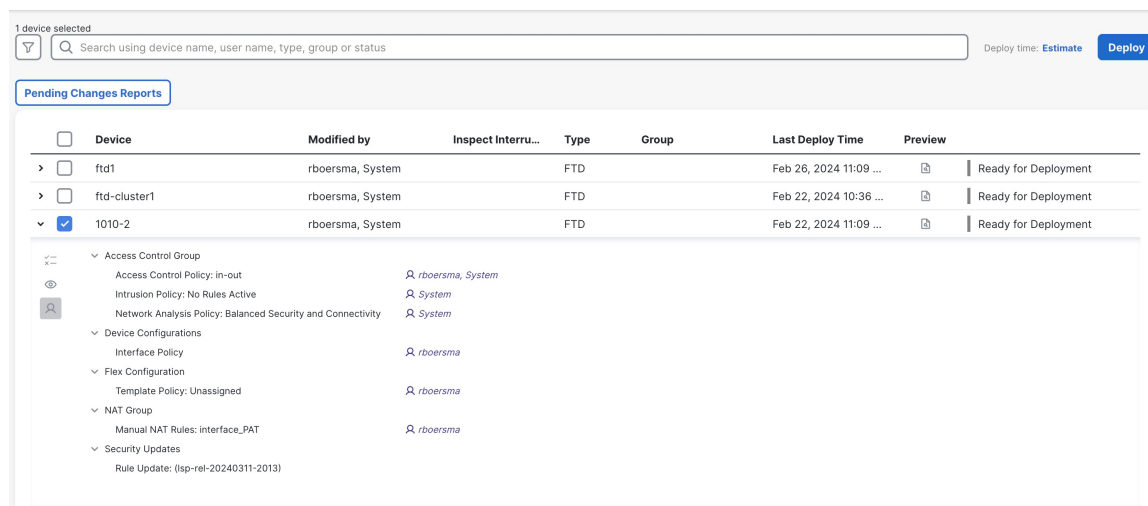 1 device selected
Search using device name, user name, type, group or status
Deploy time: Estimate
Deploy
Pending Changes Reports
Device Modified by Inspect Interru... Type Group Last Deploy Time Preview
ftd1 rboersma, System FTD Feb 26, 2024 11:09 ... Ready for Deployment
ftd-cluster1 rboersma, System FTD Feb 22, 2024 10:36 ... Ready for Deployment
1010-2 rboersma, System FTD Feb 22, 2024 11:09 ... Ready for Deployment
Access Control Group
Access Control Policy: in-out rboersma, System
Intrusion Policy: No Rules Active System
Network Analysis Policy: Balanced Security and Connectivity System
Device Configurations
Interface Policy rboersma
Flex Configuration
Template Policy: Unassigned rboersma
NAT Group
Manual NAT Rules: interface_PAT rboersma
Security Updates
Rule Update: (lsp-rel-20240311-2013)